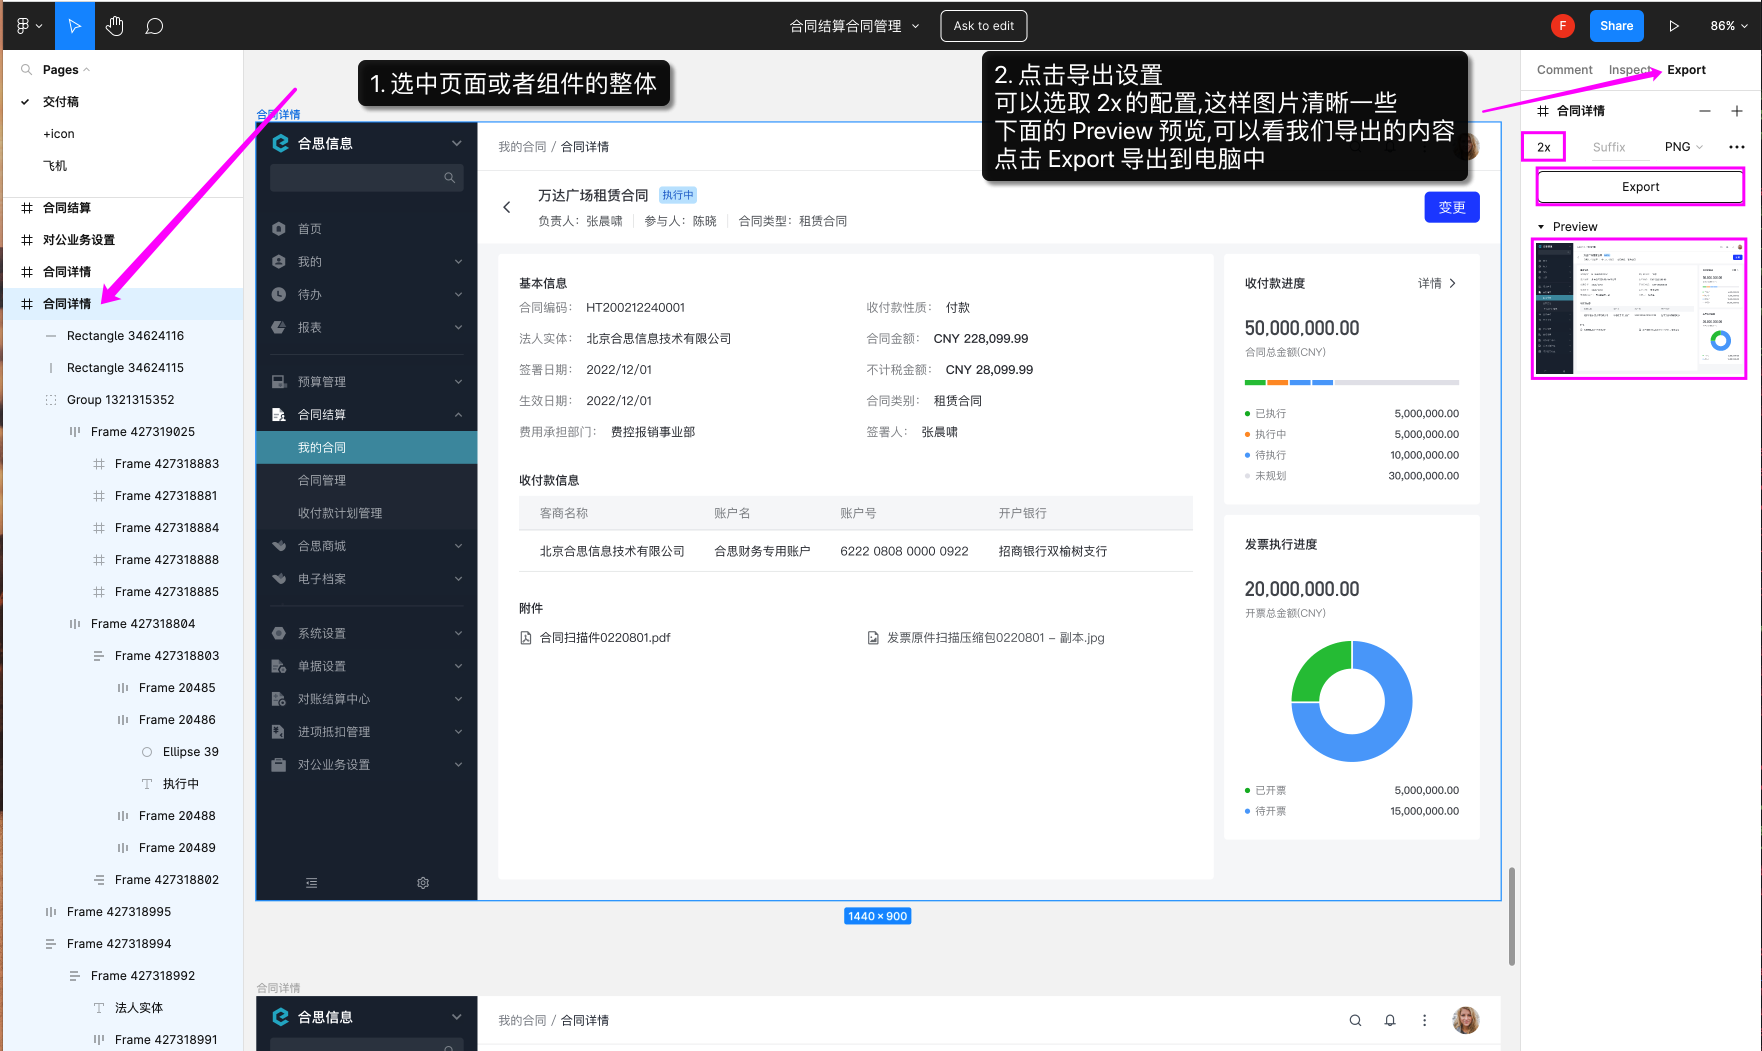 合同结算合同管理
Ask to edit
F
Share
86%
Pages
交付稿
+icon
飞机
合同结算
对公业务设置
合同详情
合同详情
Rectangle 34624116
Rectangle 34624115
Group 1321315352
Frame 427319025
Frame 427318883
Frame 427318881
Frame 427318884
Frame 427318888
Frame 427318885
Frame 427318804
Frame 427318803
Frame 20485
Frame 20486
Ellipse 39
执行中
Frame 20488
Frame 20489
Frame 427318802
Frame 427318995
Frame 427318994
Frame 427318992
法人实体
Frame 427318991
1. 选中页面或者组件的整体
2. 点击导出设置
可以选取 2x的配置,这样图片清晰一些
下面的 Preview 预览,可以看我们导出的内容
点击 Export 导出到电脑中
合同详情
合思信息
首页
我的
待办
报表
预算管理
合同结算
我的合同
合同管理
收付款计划管理
合思商城
电子档案
系统设置
单据设置
对账结算中心
进项抵扣管理
对公业务设置
我的合同 / 合同详情
万达广场租赁合同 执行中
负责人：张晨啸 参与人：陈晓 合同类型：租赁合同
变更
基本信息
合同编码： HT200212240001 收付款性质： 付款
法人实体： 北京合思信息技术有限公司 合同金额： CNY 228,099.99
签署日期： 2022/12/01 不计税金额： CNY 28,099.99
生效日期： 2022/12/01 合同类别： 租赁合同
费用承担部门： 费控报销事业部 签署人： 张晨啸
收付款信息
客商名称 账户名 账户号 开户银行
北京合思信息技术有限公司 合思财务专用账户 6222 0808 0000 0922 招商银行双榆树支行
附件
合同扫描件0220801.pdf 发票原件扫描压缩包0220801 – 副本.jpg
收付款进度 详情
50,000,000.00
合同总金额(CNY)
已执行 5,000,000.00
执行中 5,000,000.00
待执行 10,000,000.00
未规划 30,000,000.00
发票执行进度
20,000,000.00
开票总金额(CNY)
已开票 5,000,000.00
待开票 15,000,000.00
1440 × 900
合同详情
合思信息
我的合同 / 合同详情
Comment Inspect Export
合同详情
2x Suffix PNG
Export
Preview